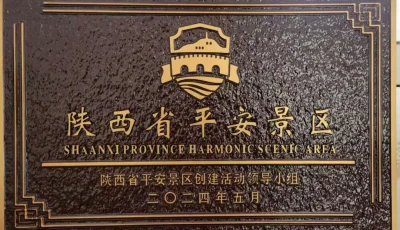 陕西省平安景区
SHAANXI PROVINCE HARMONIC SCENIC AREA
陕西省平安景区创建活动领导小组
二〇二四年五月